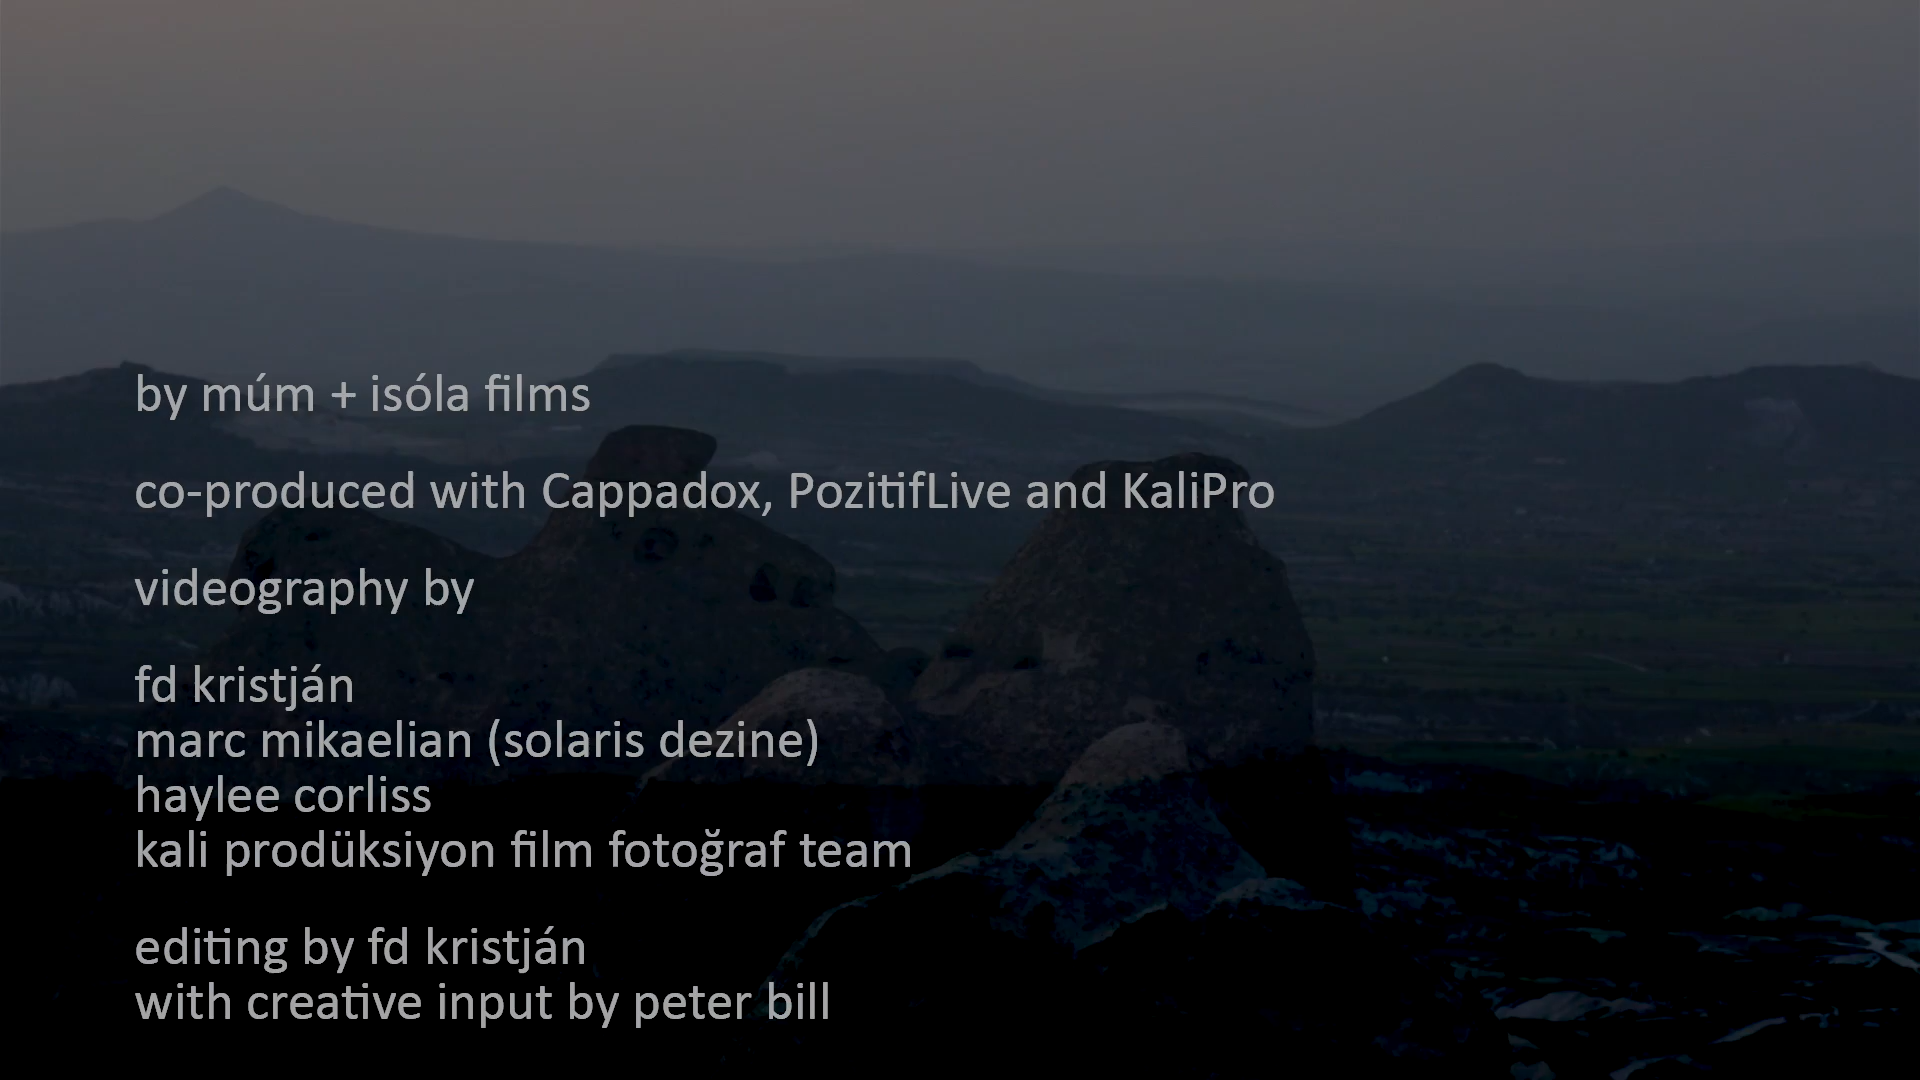 by múm + isóla films
co-produced with Cappadox, PozitifLive and KaliPro
videography by
fd kristján
marc mikaelian (solaris dezine)
haylee corliss
kali prodüksiyon film fotoğraf team
editing by fd kristján
with creative input by peter bill